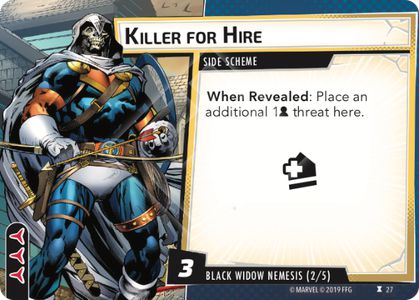 KILLER FOR HIRE
SIDE SCHEME
When Revealed: Place an
additional 1 threat here.
3
BLACK WIDOW NEMESIS (2/5)
© MARVEL © 2019 FFG
27